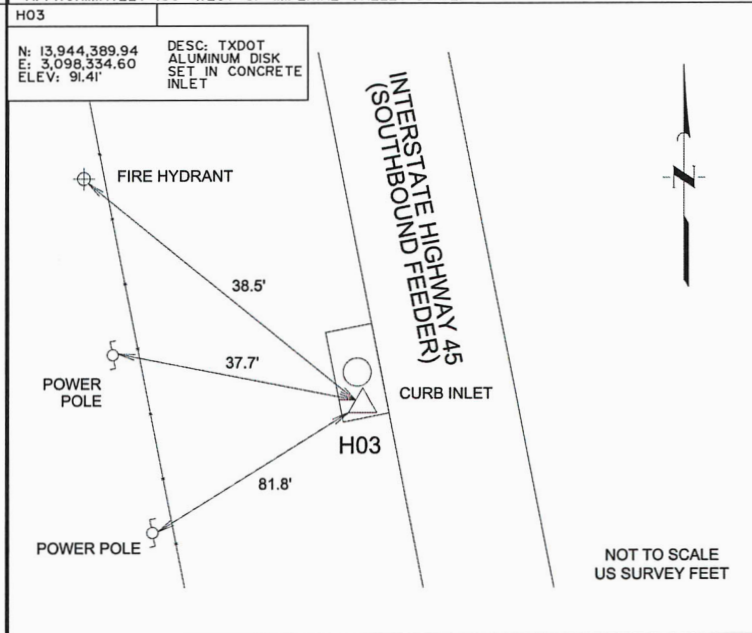 H03
N: 13,944,389.94
E: 3,098,334.60
ELEV: 91.41'
DESC: TXDOT
ALUMINUM DISK
SET IN CONCRETE
INLET
INTERSTATE HIGHWAY 45
(SOUTHBOUND FEEDER)
FIRE HYDRANT
Z
38.5'
37.7'
POWER
POLE
CURB INLET
H03
81.8'
POWER POLE
NOT TO SCALE
US SURVEY FEET